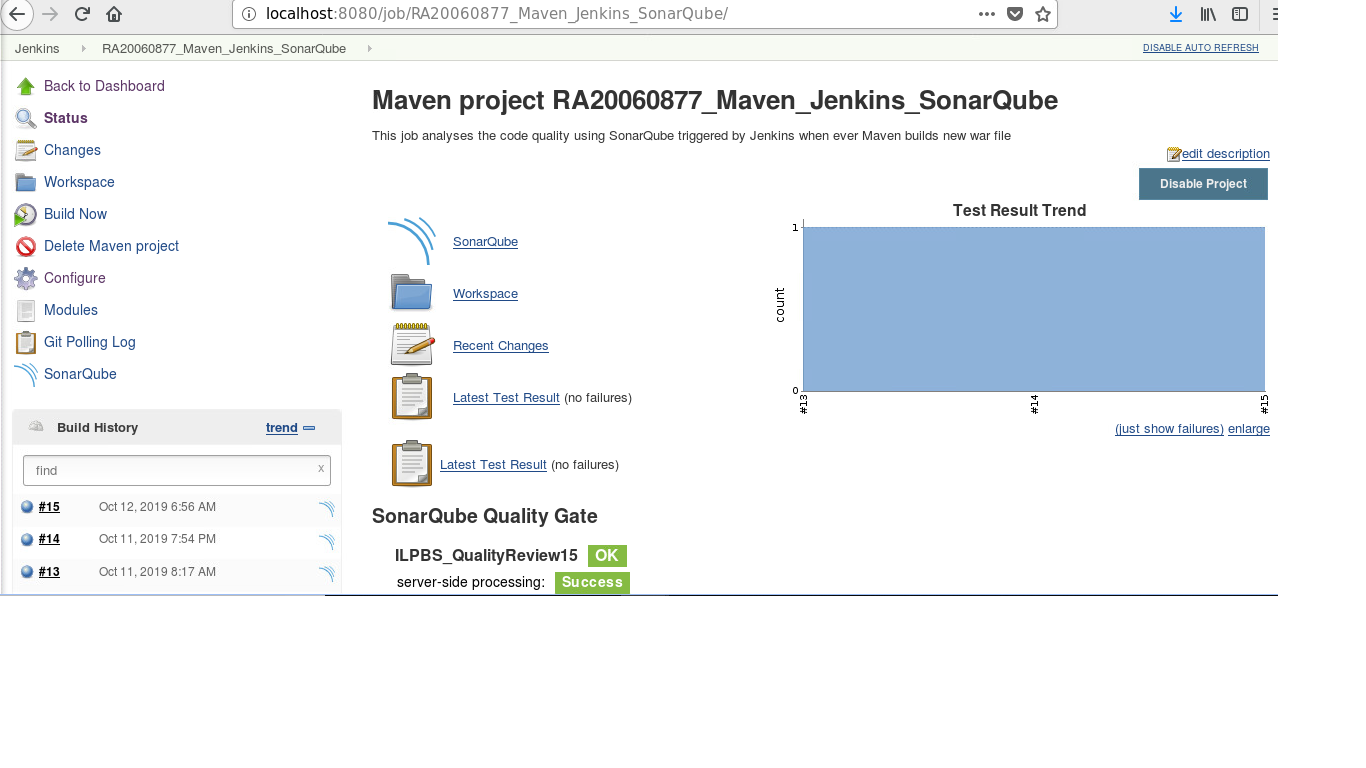 localhost:8080/job/RA20060877_Maven_Jenkins_SonarQube/
Jenkins RA20060877_Maven_Jenkins_SonarQube DISABLE AUTO REFRESH
Back to Dashboard
Status
Changes
Workspace
Build Now
Delete Maven project
Configure
Modules
Git Polling Log
SonarQube
Build History trend
find x
#15 Oct 12, 2019 6:56 AM
#14 Oct 11, 2019 7:54 PM
#13 Oct 11, 2019 8:17 AM
Maven project RA20060877_Maven_Jenkins_SonarQube
This job analyses the code quality using SonarQube triggered by Jenkins when ever Maven builds new war file
edit description
Disable Project
SonarQube
Workspace
Recent Changes
Latest Test Result (no failures)
Latest Test Result (no failures)
Test Result Trend
1
count
0
#13 #14 #15
(just show failures) enlarge
SonarQube Quality Gate
ILPBS_QualityReview15 OK
server-side processing: Success